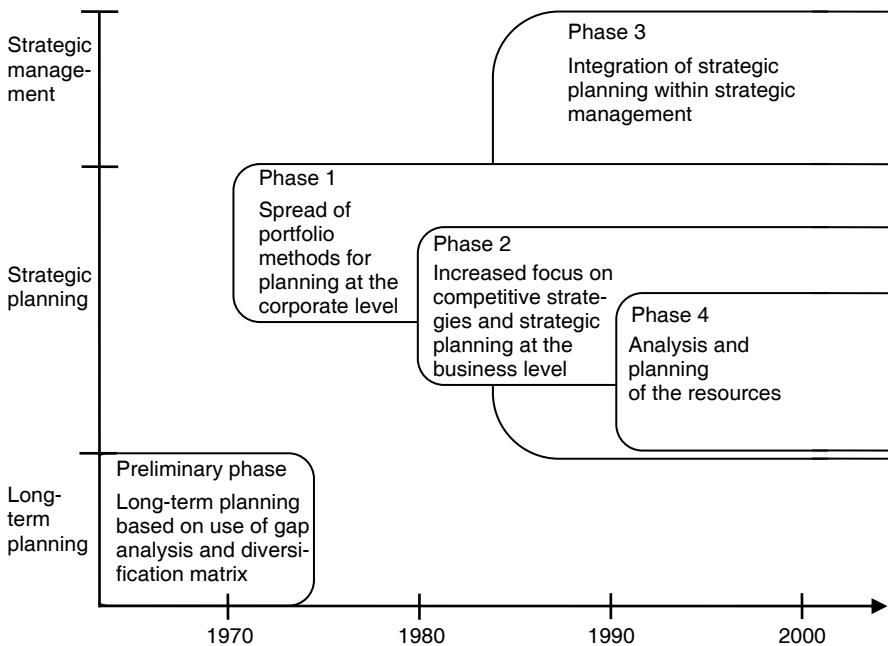 Strategic
manage-
ment
Phase 3
Integration of strategic
planning within strategic
management
Strategic
planning
Phase 1
Spread of
portfolio
methods for
planning at the
corporate level
Phase 2
Increased focus on
competitive strate-
gies and strategic
planning at the
business level
Phase 4
Analysis and
planning
of the resources
Long-
term
planning
Preliminary phase
Long-term planning
based on use of gap
analysis and diversi-
fication matrix
1970
1980
1990
2000